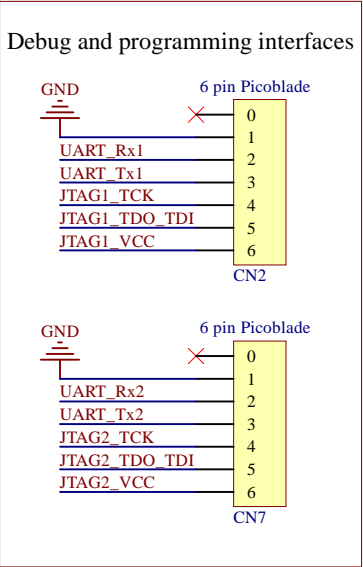 Debug and programming interfaces
6 pin Picoblade
GND
0
1
UART_Rx1
2
UART_Tx1
3
JTAG1_TCK
4
JTAG1_TDO_TDI
5
JTAG1_VCC
6
CN2
6 pin Picoblade
GND
0
1
UART_Rx2
2
UART_Tx2
3
JTAG2_TCK
4
JTAG2_TDO_TDI
5
JTAG2_VCC
6
CN7